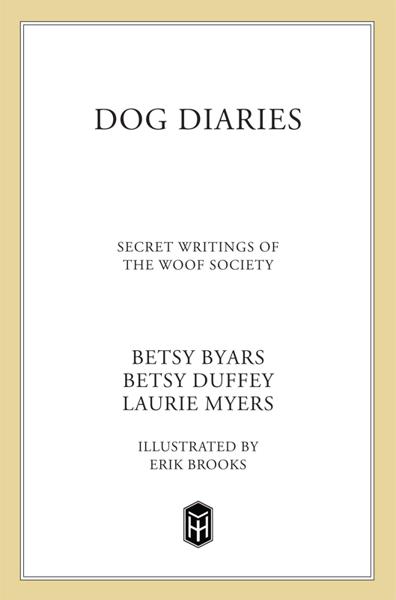 DOG DIARIES
SECRET WRITINGS OF
THE WOOF SOCIETY
BETSY BYARS
BETSY DUFFEY
LAURIE MYERS
ILLUSTRATED BY
ERIK BROOKS